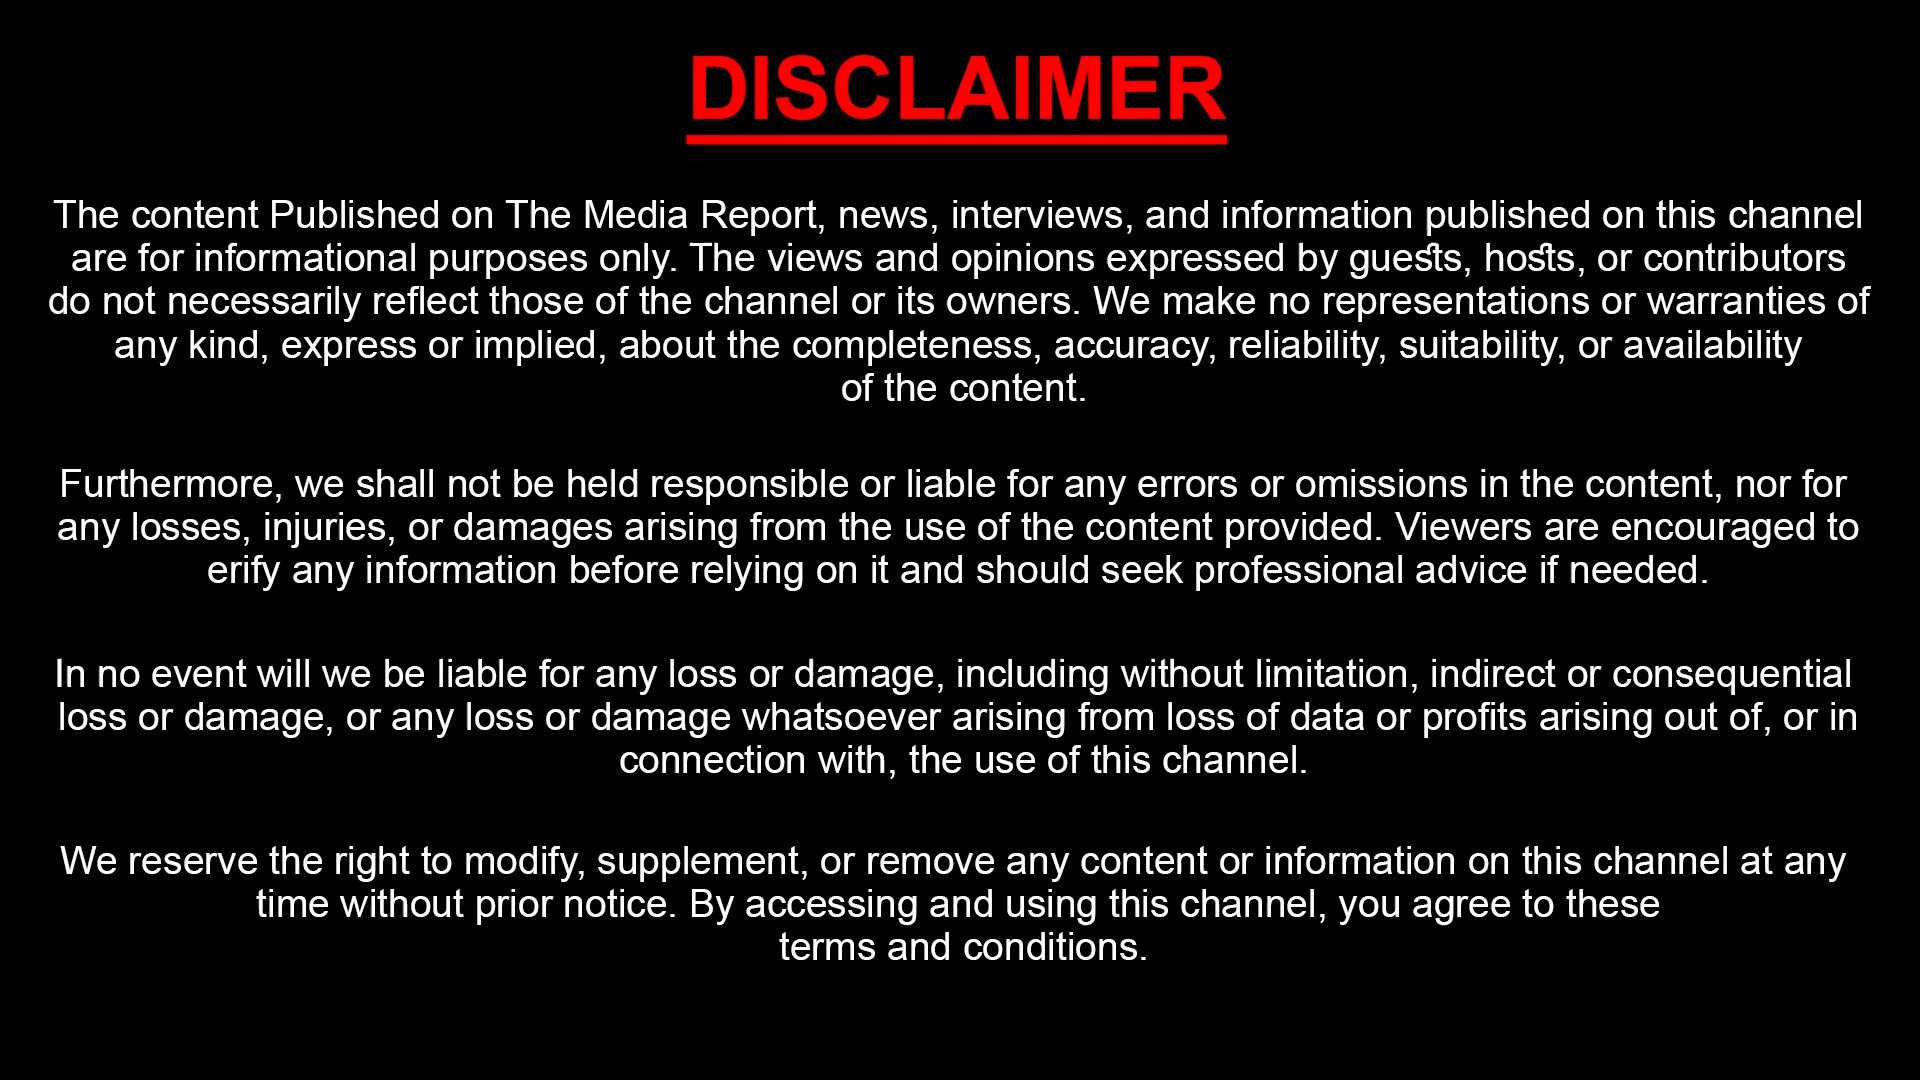 DISCLAIMER
The content Published on The Media Report, news, interviews, and information published on this channel
are for informational purposes only. The views and opinions expressed by guests, hosts, or contributors
do not necessarily reflect those of the channel or its owners. We make no representations or warranties of
any kind, express or implied, about the completeness, accuracy, reliability, suitability, or availability
of the content.
Furthermore, we shall not be held responsible or liable for any errors or omissions in the content, nor for
any losses, injuries, or damages arising from the use of the content provided. Viewers are encouraged to
erify any information before relying on it and should seek professional advice if needed.
In no event will we be liable for any loss or damage, including without limitation, indirect or consequential
loss or damage, or any loss or damage whatsoever arising from loss of data or profits arising out of, or in
connection with, the use of this channel.
We reserve the right to modify, supplement, or remove any content or information on this channel at any
time without prior notice. By accessing and using this channel, you agree to these
terms and conditions.